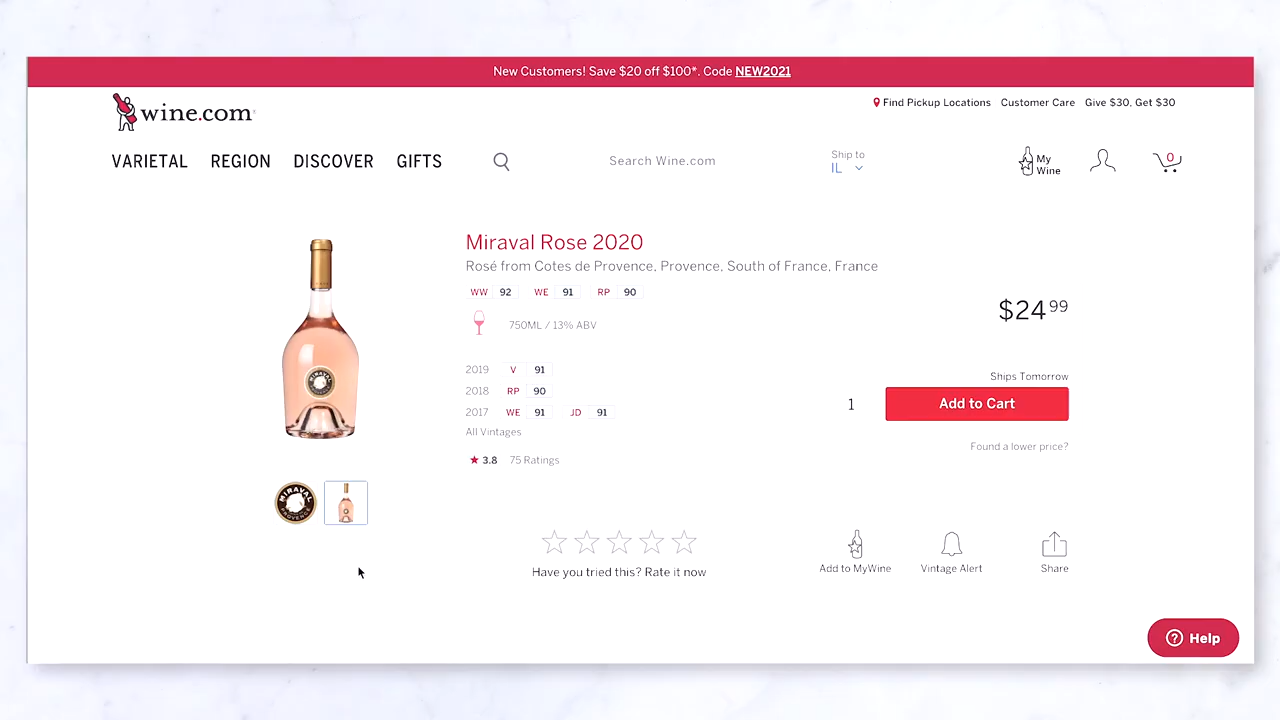 New Customers! Save $20 off $100*. Code NEW2021
wine.com
Find Pickup Locations Customer Care Give $30, Get $30
VARIETAL REGION DISCOVER GIFTS
Search Wine.com
Ship to
IL
My
Wine
0
Miraval Rose 2020
Rosé from Cotes de Provence, Provence, South of France, France
WW 92 WE 91 RP 90
$24 99
750ML / 13% ABV
2019 V 91
2018 RP 90
2017 WE 91 JD 91
All Vintages
3.8 75 Ratings
Ships Tomorrow
1 Add to Cart
Found a lower price?
MIRAVAL
PROVENCE
Have you tried this? Rate it now
Add to MyWine Vintage Alert Share
Help